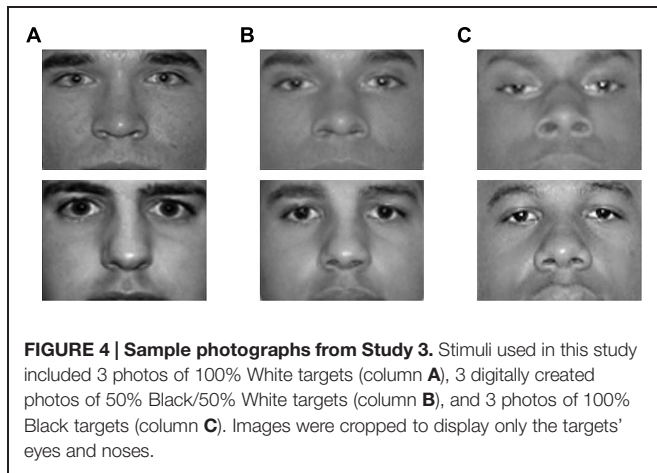 A B C
FIGURE 4 | Sample photographs from Study 3. Stimuli used in this study
included 3 photos of 100% White targets (column A), 3 digitally created
photos of 50% Black/50% White targets (column B), and 3 photos of 100%
Black targets (column C). Images were cropped to display only the targets’
eyes and noses.